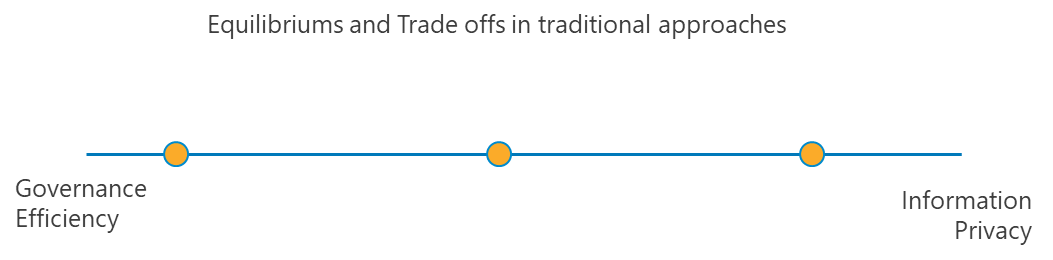 Equilibriums and Trade offs in traditional approaches
Governance
Efficiency
Information
Privacy